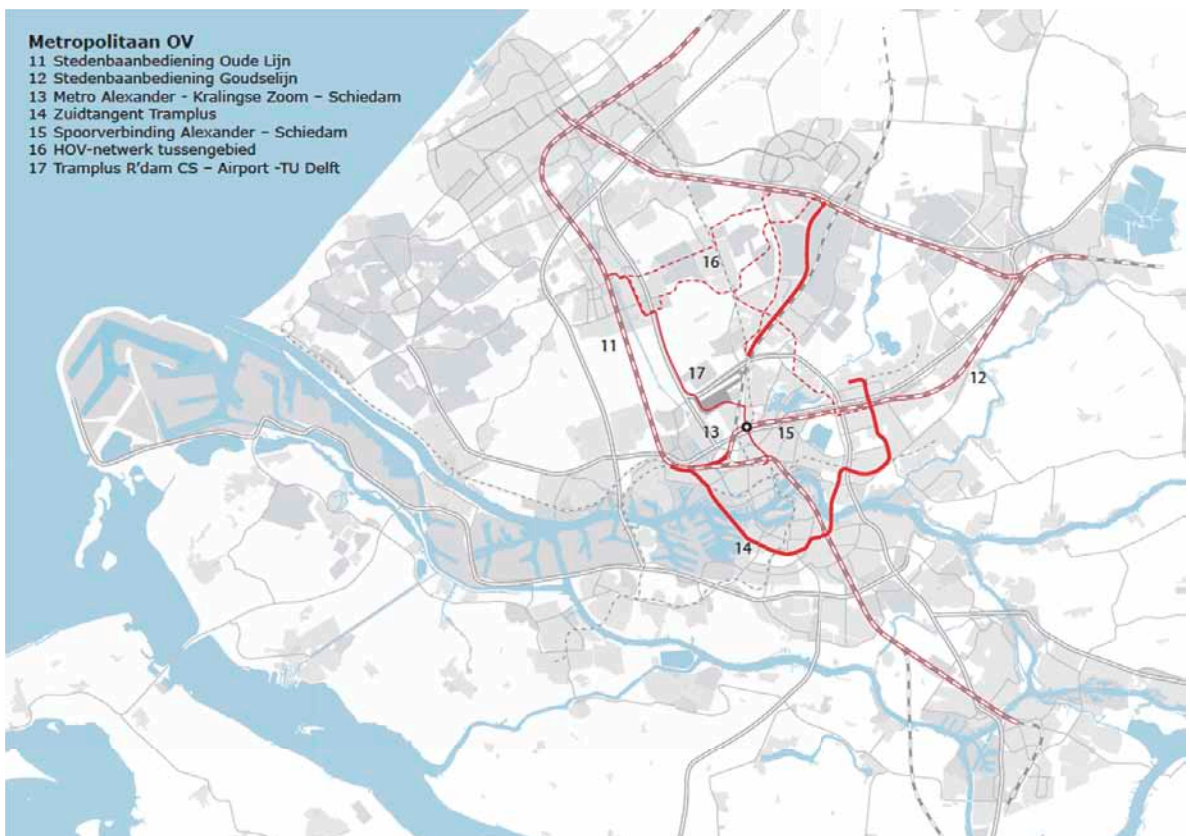 Metropolitaan OV
11 Stedenbaanbediening Oude Lijn
12 Stedenbaanbediening Goudselijn
13 Metro Alexander - Kralingse Zoom – Schiedam
14 Zuidtangent Tramplus
15 Spoorverbinding Alexander – Schiedam
16 HOV-netwerk tussengebied
17 Tramplus R'dam CS – Airport -TU Delft
16
11
17
12
13
15
14